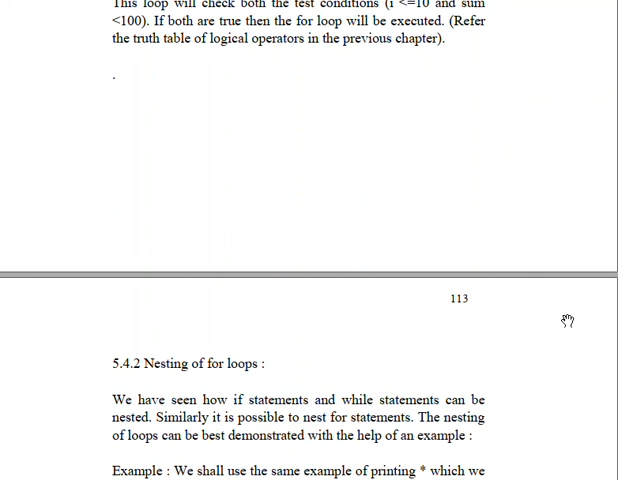 This loop will check both the test conditions (i <=10 and sum
<100). If both are true then the for loop will be executed. (Refer
the truth table of logical operators in the previous chapter).
.
113
5.4.2 Nesting of for loops :
We have seen how if statements and while statements can be
nested. Similarly it is possible to nest for statements. The nesting
of loops can be best demonstrated with the help of an example :
Example : We shall use the same example of printing * which we